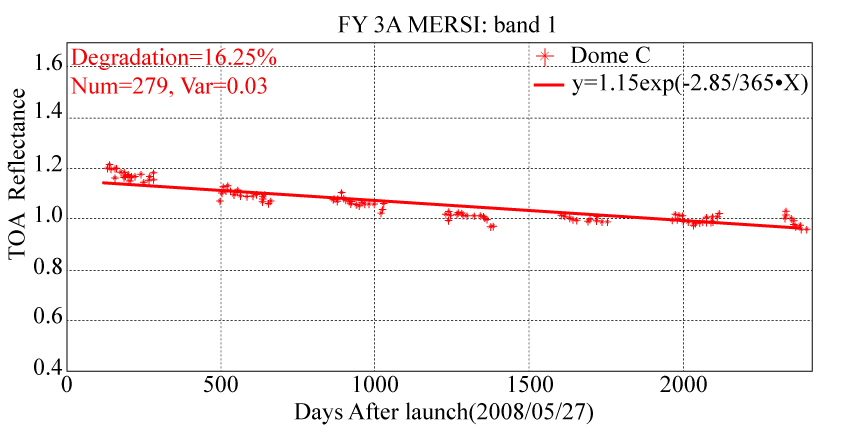 FY 3A MERSI: band 1
Degradation=16.25%
Num=279, Var=0.03
Dome C
y=1.15exp(-2.85/365•X)
TOA Reflectance
1.6
1.4
1.2
1.0
0.8
0.6
0.4
0 500 1000 1500 2000
Days After launch(2008/05/27)